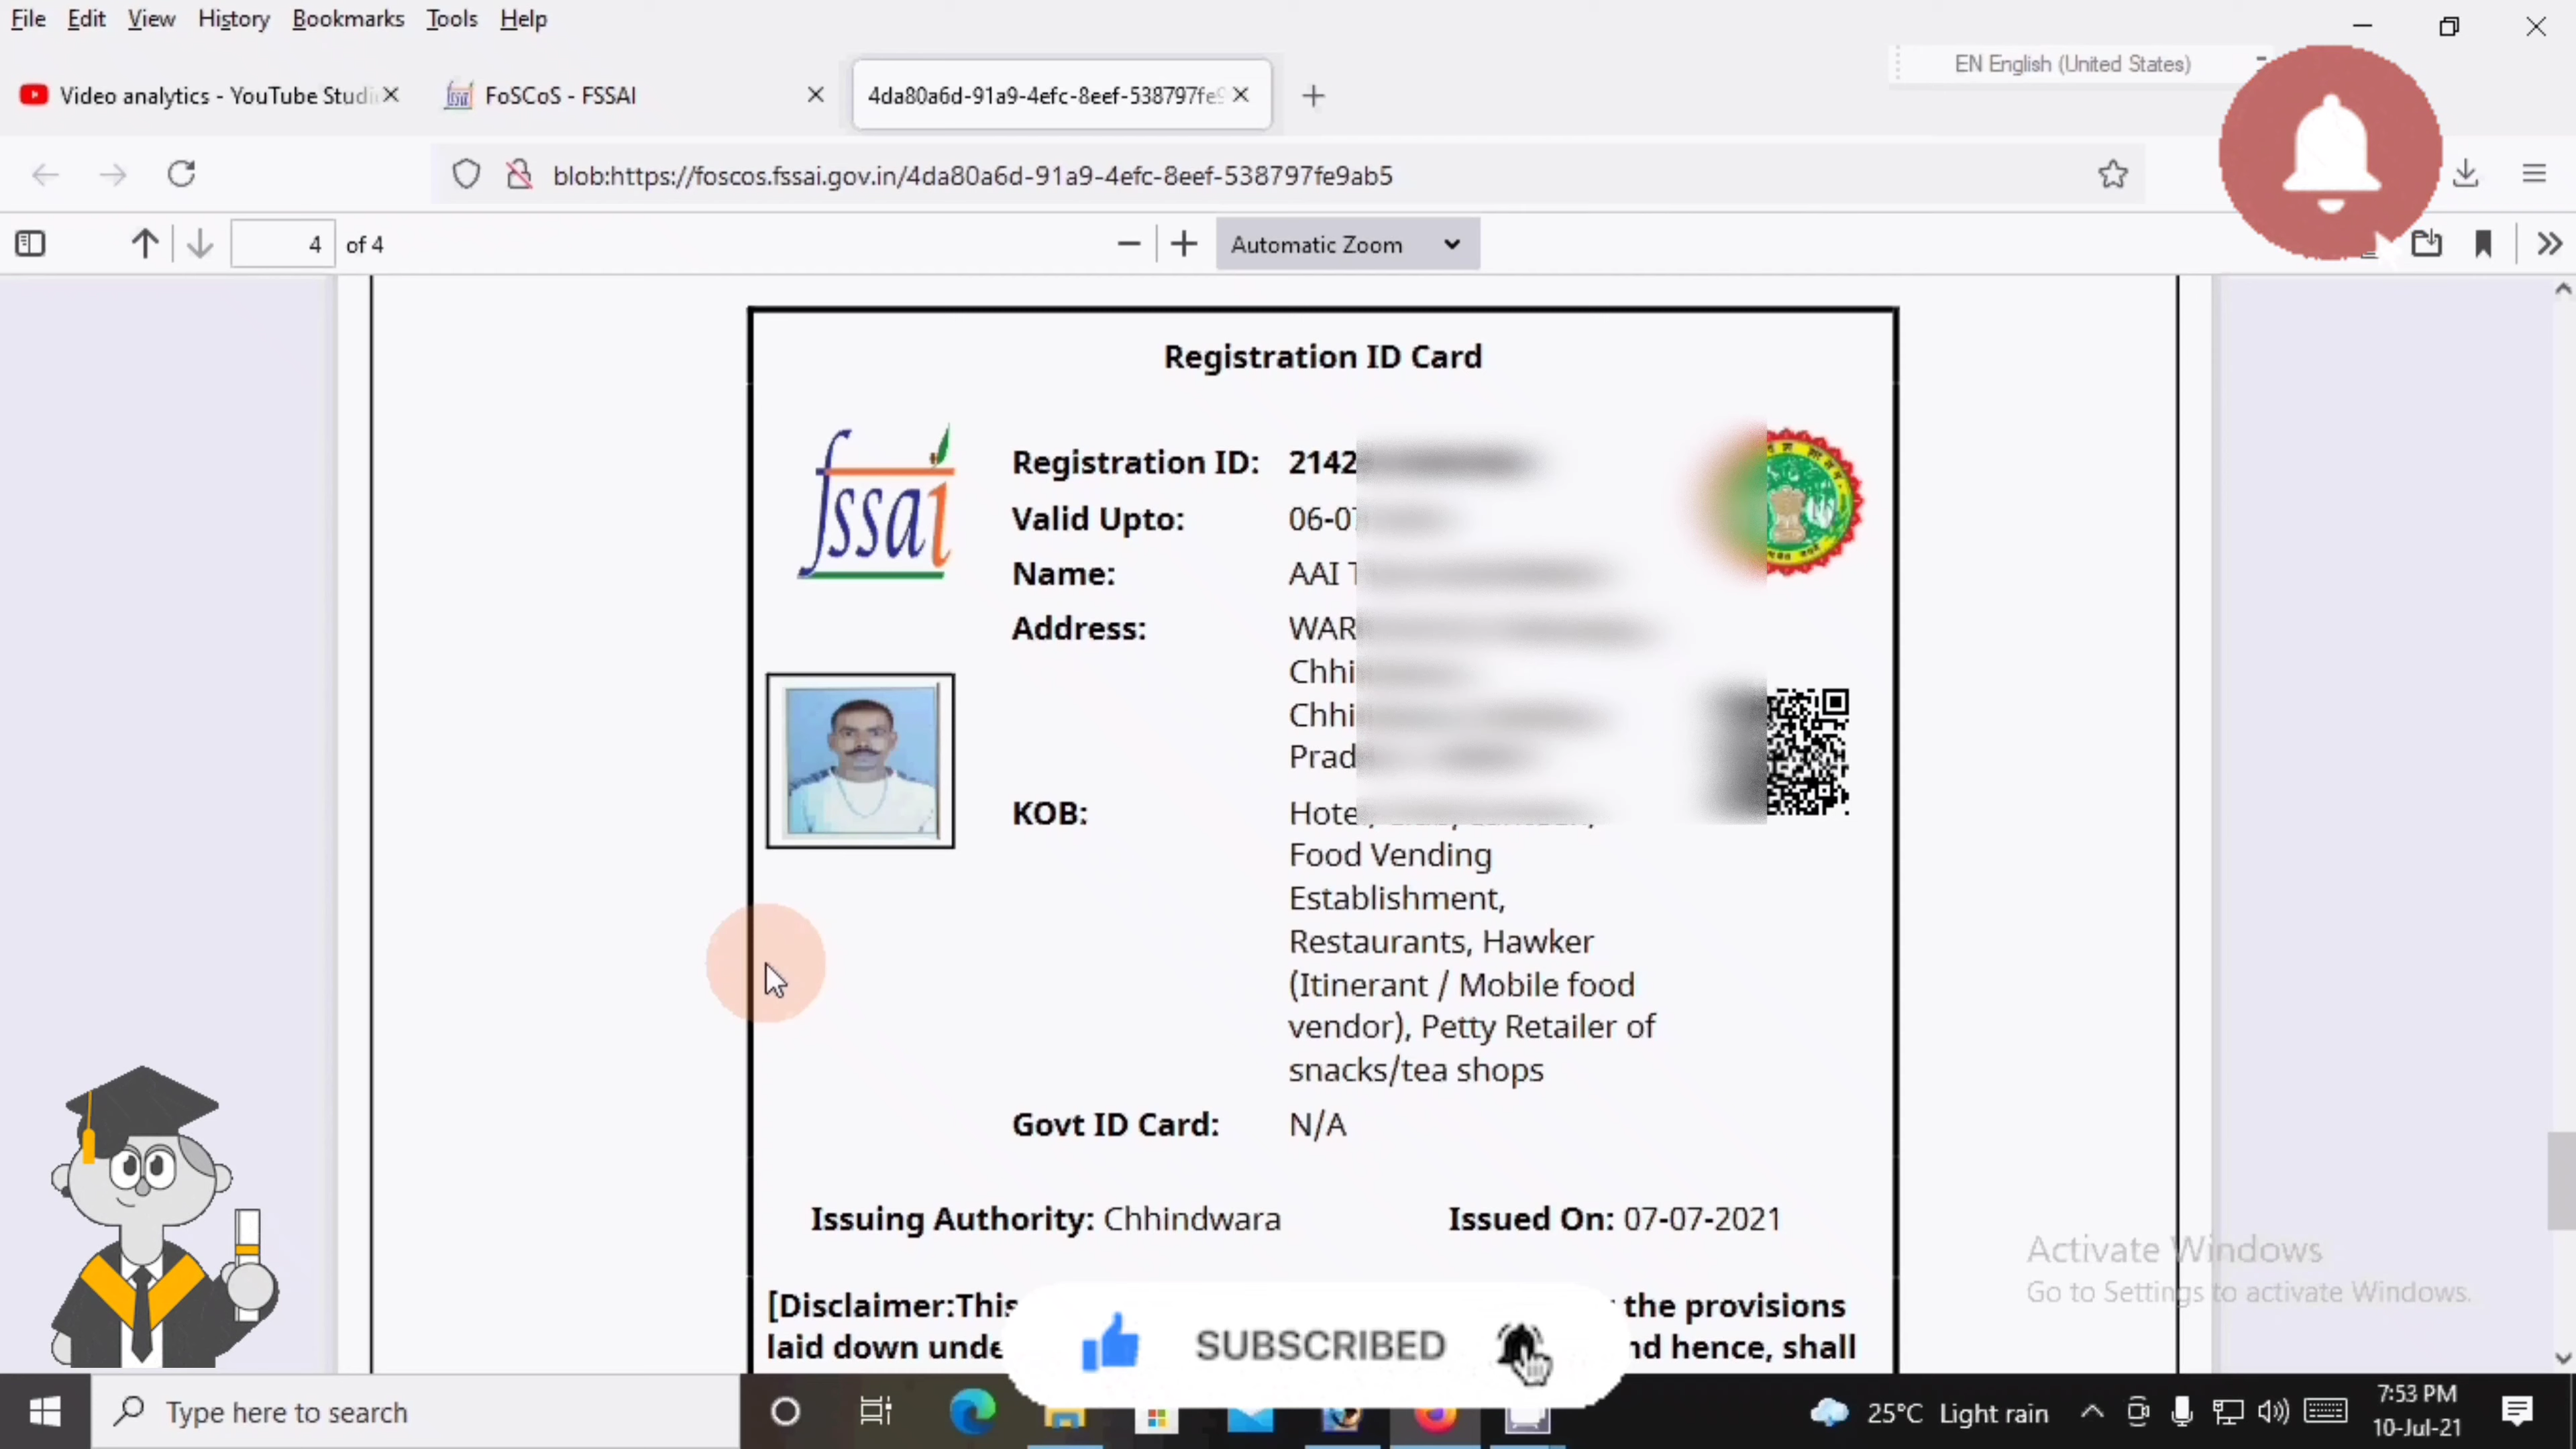 File Edit View History Bookmarks Tools Help
EN English (United States)
Video analytics - YouTube Studi
FoSCoS - FSSAI
4da80a6d-91a9-4efc-8eef-538797fe9
blob:https://foscos.fssai.gov.in/4da80a6d-91a9-4efc-8eef-538797fe9ab5
4 of 4
Automatic Zoom
Registration ID Card
fssai
Registration ID: 2142
Valid Upto: 06-0
Name: AAI
Address: WAR
Chhi
Chhi
Prad
KOB: Hote
Food Vending
Establishment,
Restaurants, Hawker
(Itinerant / Mobile food
vendor), Petty Retailer of
snacks/tea shops
Govt ID Card: N/A
Issuing Authority: Chhindwara Issued On: 07-07-2021
[Disclaimer:This the provisions
laid down unde nd hence, shall
SUBSCRIBED
Activate Windows
Go to Settings to activate Windows.
Type here to search
25°C Light rain
7:53 PM
10-Jul-21